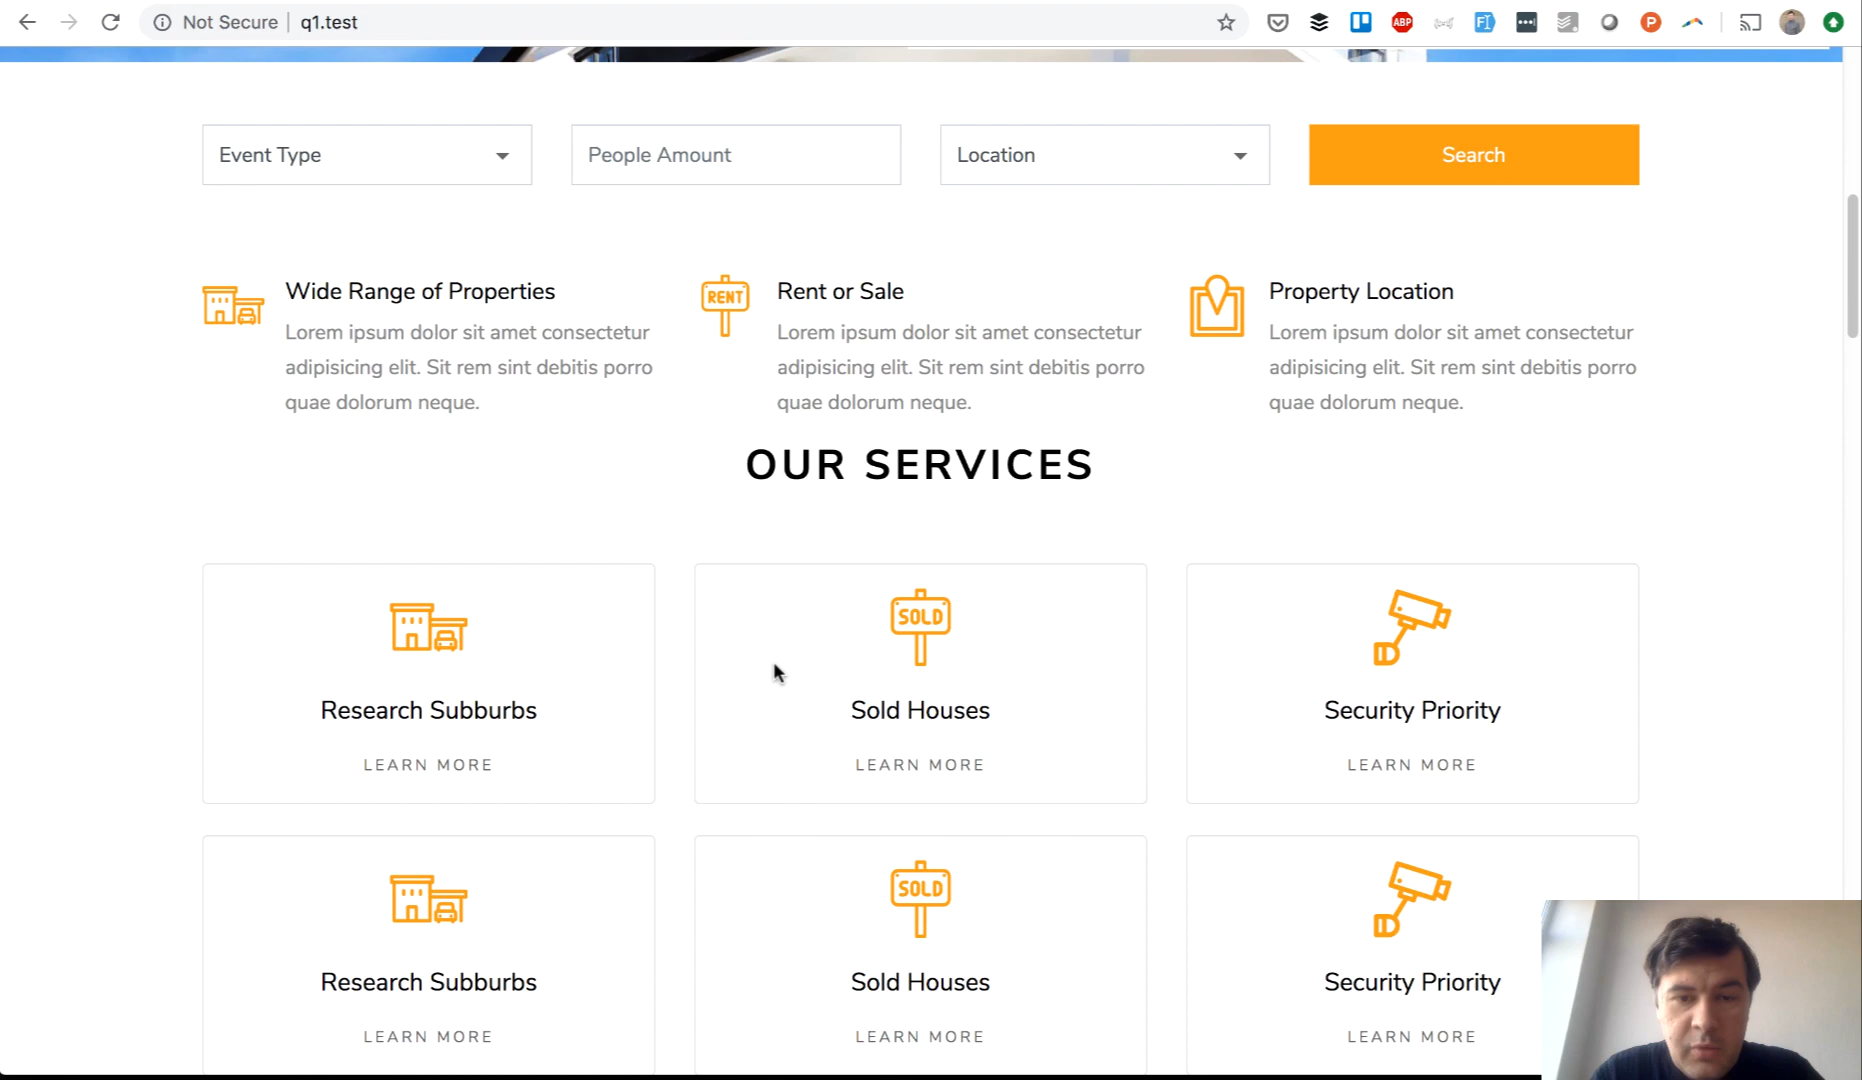 Not Secure | q1.test
ABP
P
Event Type
People Amount
Location
Search
Wide Range of Properties
Lorem ipsum dolor sit amet consectetur
adipisicing elit. Sit rem sint debitis porro
quae dolorum neque.
RENT
Rent or Sale
Lorem ipsum dolor sit amet consectetur
adipisicing elit. Sit rem sint debitis porro
quae dolorum neque.
Property Location
Lorem ipsum dolor sit amet consectetur
adipisicing elit. Sit rem sint debitis porro
quae dolorum neque.
OUR SERVICES
Research Subburbs
LEARN MORE
SOLD
Sold Houses
LEARN MORE
Security Priority
LEARN MORE
Research Subburbs
LEARN MORE
SOLD
Sold Houses
LEARN MORE
Security Priority
LEARN MORE